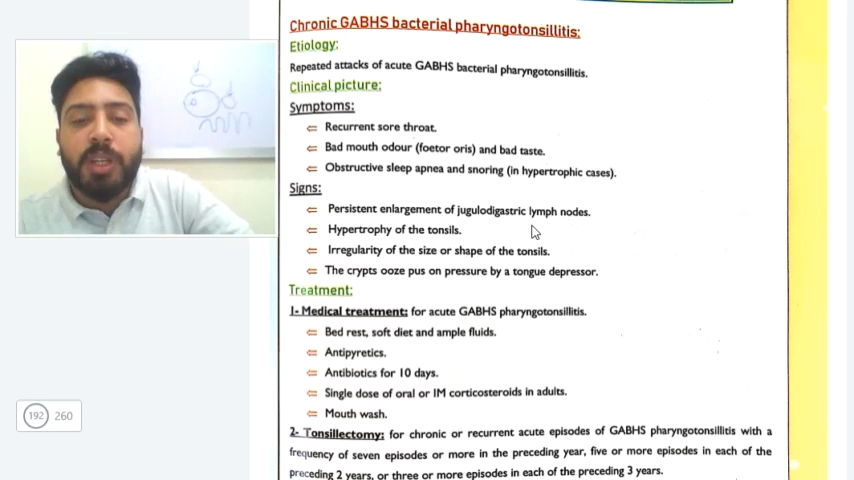 Chronic GABHS bacterial pharyngotonsillitis:
Etiology:
Repeated attacks of acute GABHS bacterial pharyngotonsillitis.
Clinical picture:
Symptoms:
⇐ Recurrent sore throat.
⇐ Bad mouth odour (foetor oris) and bad taste.
⇐ Obstructive sleep apnea and snoring (in hypertrophic cases).
Signs:
⇐ Persistent enlargement of jugulodigastric lymph nodes.
⇐ Hypertrophy of the tonsils.
⇐ Irregularity of the size or shape of the tonsils.
⇐ The crypts ooze pus on pressure by a tongue depressor.
Treatment:
1- Medical treatment: for acute GABHS pharyngotonsillitis.
⇐ Bed rest, soft diet and ample fluids.
⇐ Antipyretics.
⇐ Antibiotics for 10 days.
⇐ Single dose of oral or IM corticosteroids in adults.
⇐ Mouth wash.
2- Tonsillectomy: for chronic or recurrent acute episodes of GABHS pharyngotonsillitis with a
frequency of seven episodes or more in the preceding year, five or more episodes in each of the
preceding 2 years, or three or more episodes in each of the preceding 3 years.
192 260